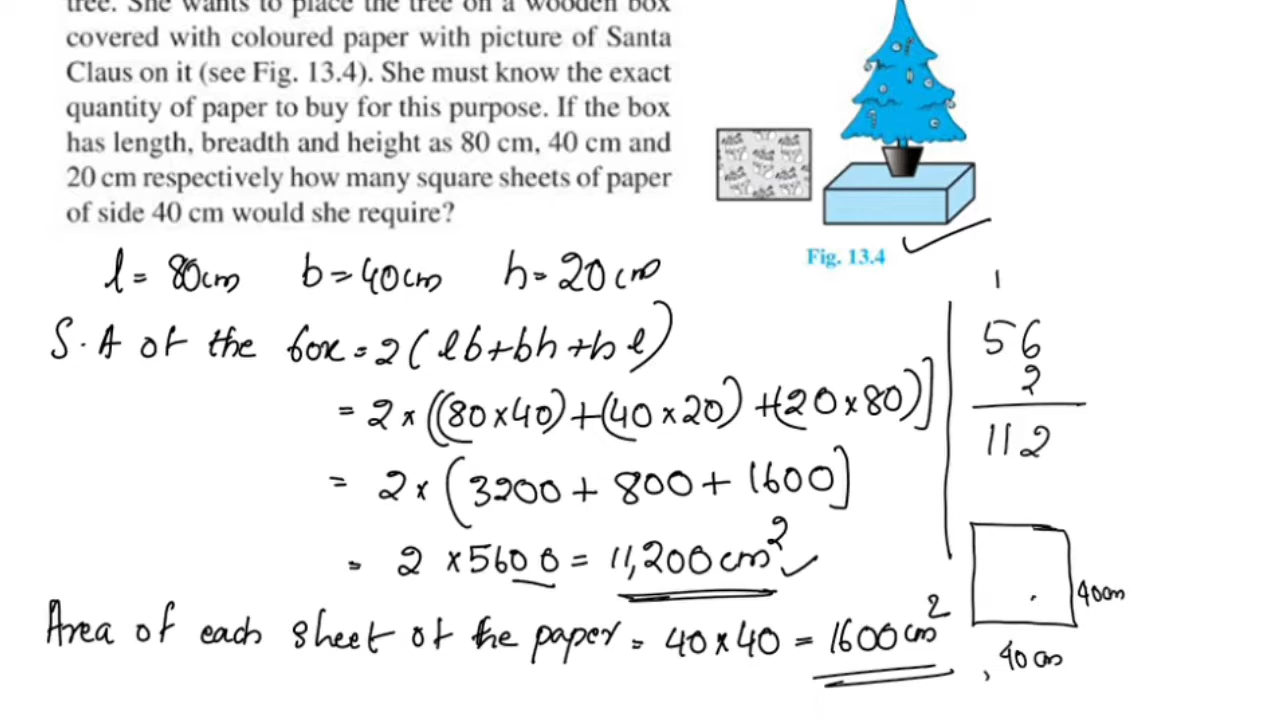 tree. She wants to place the tree on a wooden box
covered with coloured paper with picture of Santa
Claus on it (see Fig. 13.4). She must know the exact
quantity of paper to buy for this purpose. If the box
has length, breadth and height as 80 cm, 40 cm and
20 cm respectively how many square sheets of paper
of side 40 cm would she require?
Fig. 13.4
l = 80cm b = 40cm h = 20cm
S.A of the box = 2(lb+bh+hl)
= 2×((80×40)+(40×20)+(20×80)]
= 2×(3200+800+1600]
= 2×5600 = 11,200cm²
Area of each sheet of the paper = 40×40 = 1600cm²
1
56
2
112
40cm
40cm